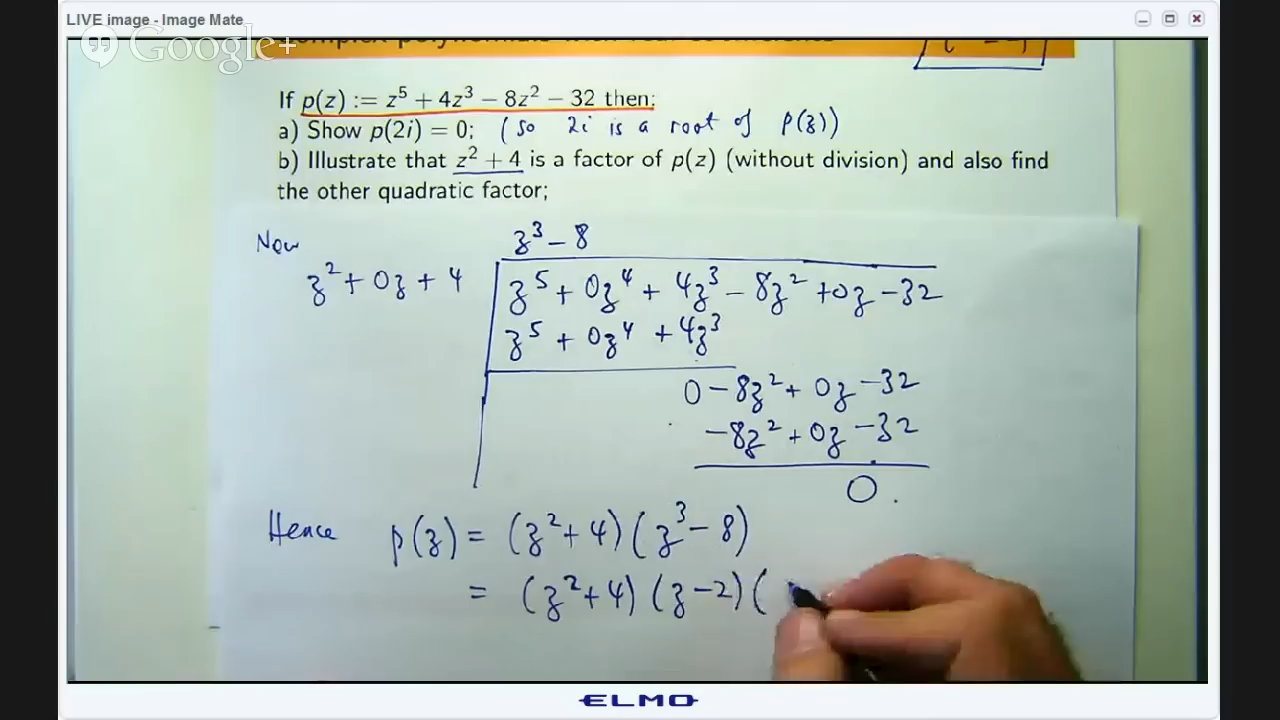 LIVE image - Image Mate
Google+
If p(z) := z⁵ + 4z³ − 8z² − 32 then;
a) Show p(2i) = 0; (so 2i is a root of p(z))
b) Illustrate that z² + 4 is a factor of p(z) (without division) and also find
the other quadratic factor;
Now
z³ − 8
z² + 0z + 4
z⁵ + 0z⁴ + 4z³ − 8z² + 0z − 32
z⁵ + 0z⁴ + 4z³
0 − 8z² + 0z − 32
− 8z² + 0z − 32
0.
Hence p(z) = (z² + 4)(z³ − 8)
= (z² + 4)(z − 2)(
ELMO